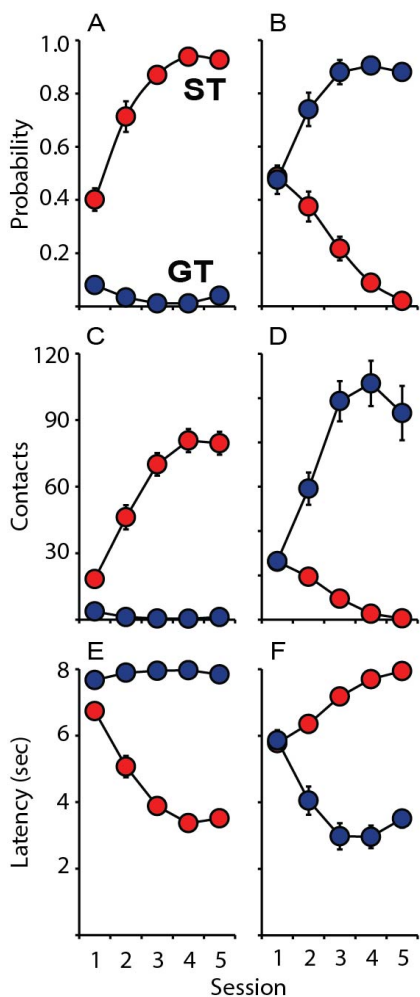 A
B
1.0
0.8
0.6
0.4
0.2
Probability
ST
GT
C
D
120
90
60
30
Contacts
E
F
8
6
4
2
Latency (sec)
1 2 3 4 5 1 2 3 4 5
Session